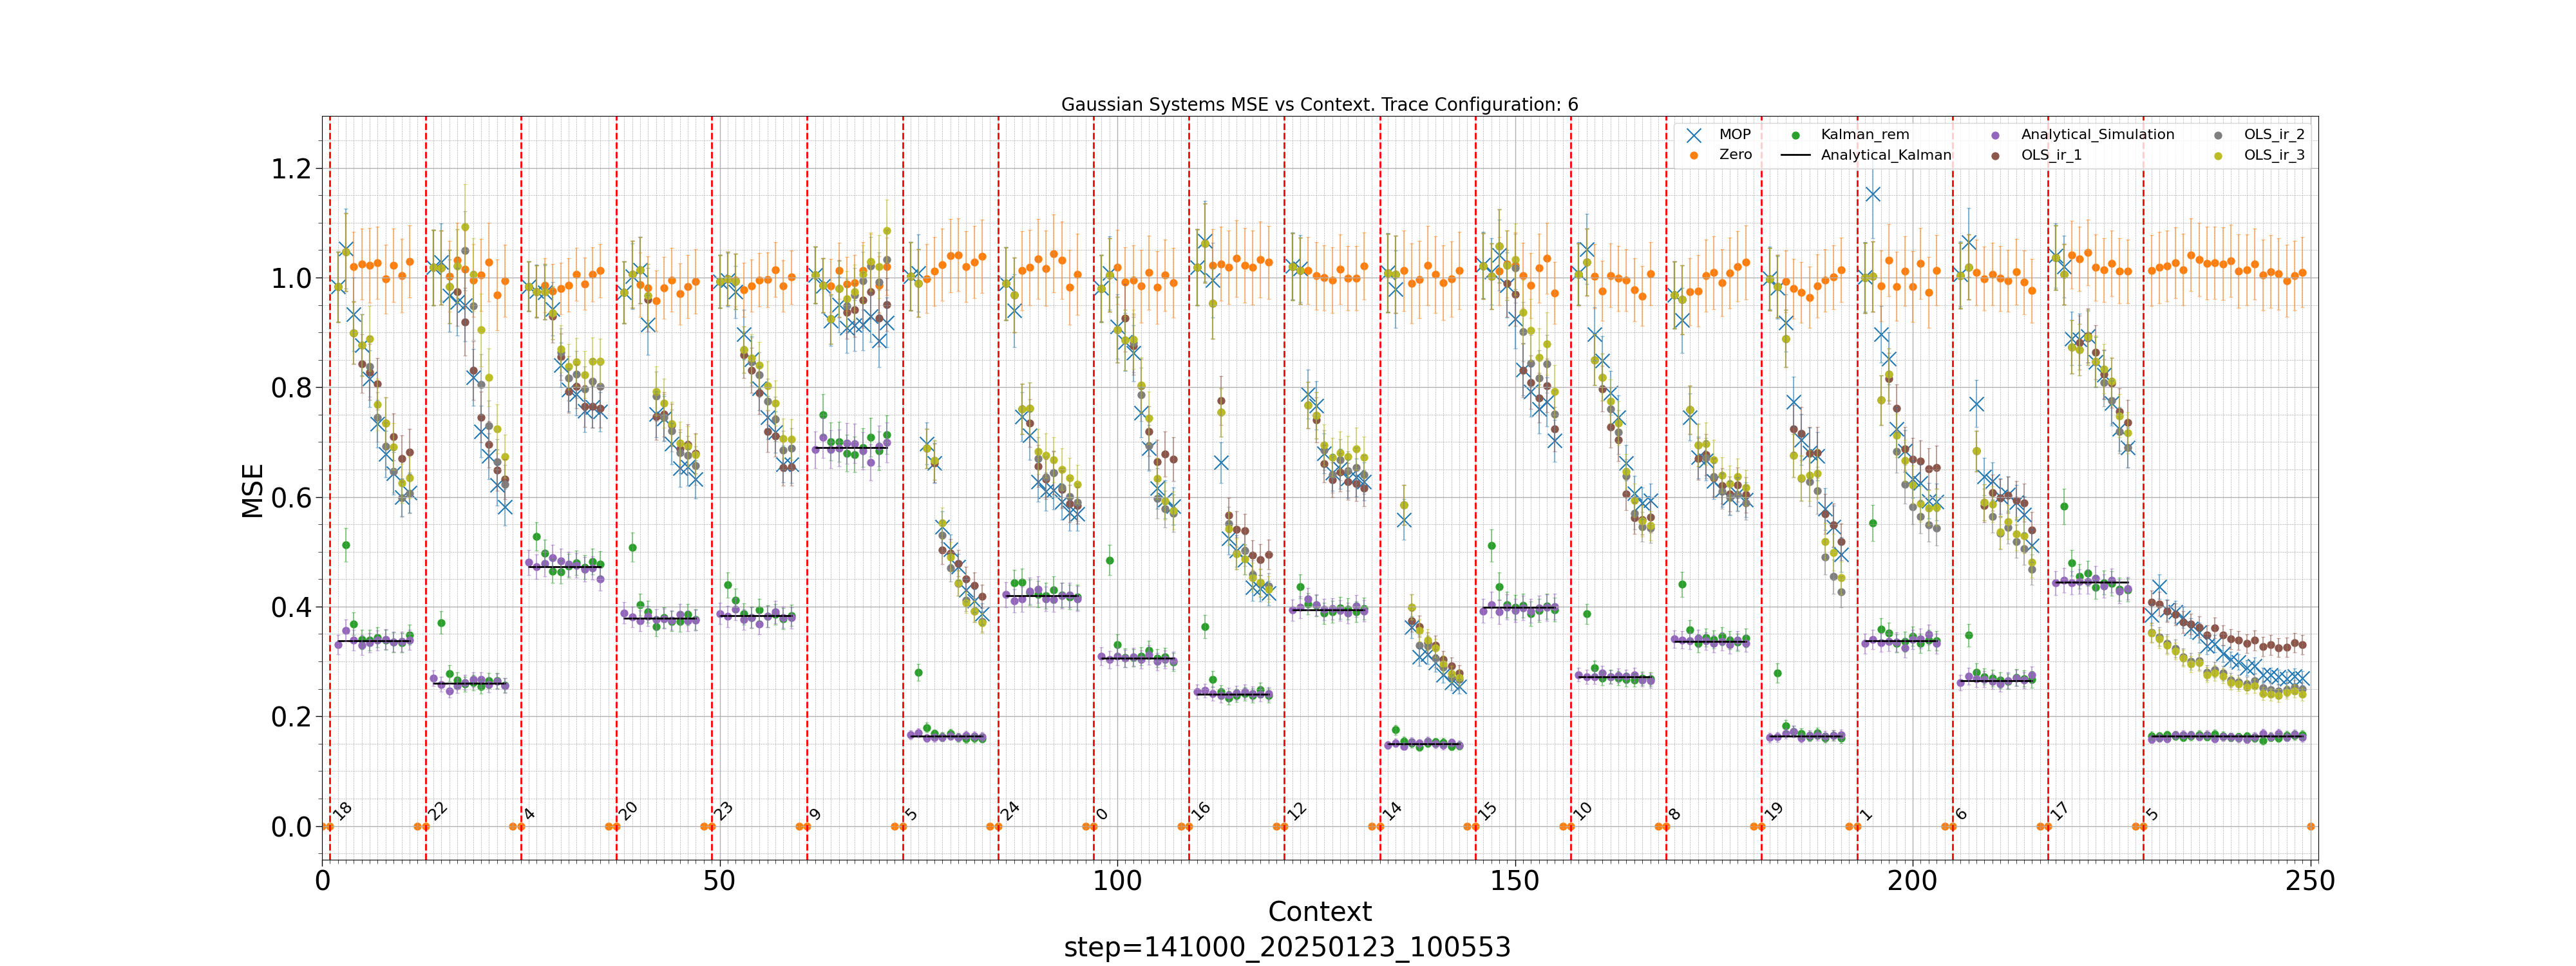 Gaussian Systems MSE vs Context. Trace Configuration: 6
MOP Kalman_rem Analytical_Simulation OLS_ir_2
Zero Analytical_Kalman OLS_ir_1 OLS_ir_3
1.2
1.0
0.8
0.6
0.4
0.2
0.0
MSE
18 22 4 20 23 9 5 24 0 16 12 14 15 10 8 19 1 6 17 5
0 50 100 150 200 250
Context
step=141000_20250123_100553